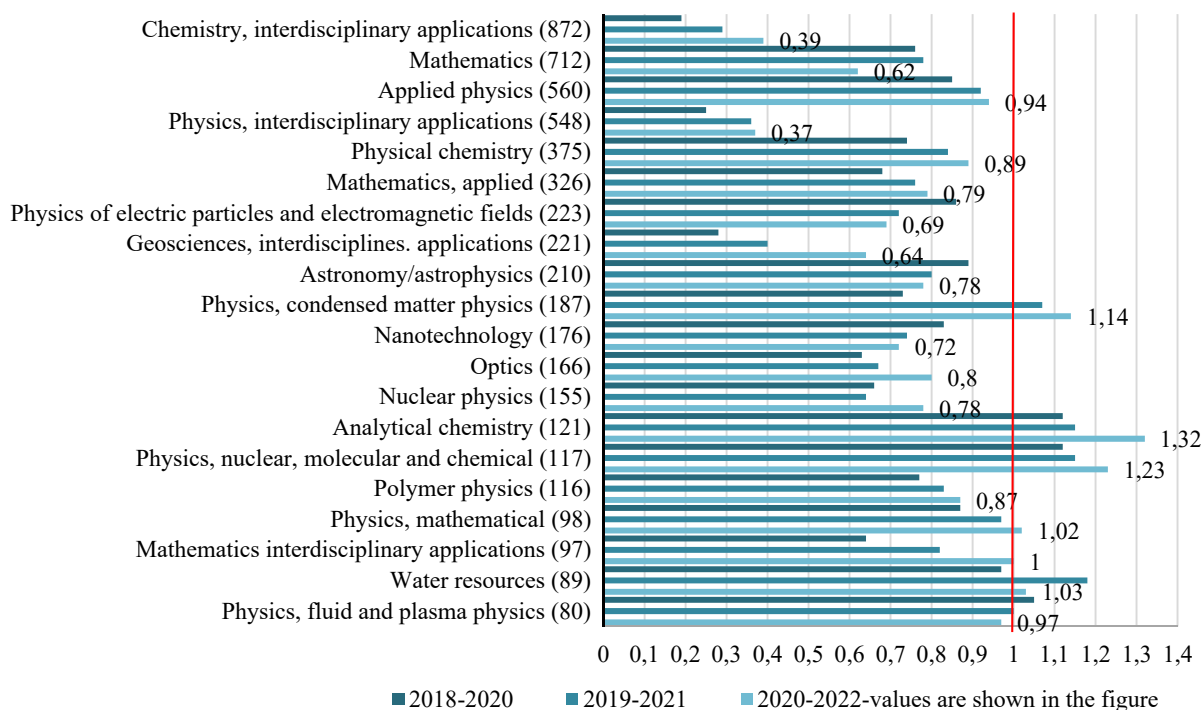 Chemistry, interdisciplinary applications (872)
0,39
Mathematics (712)
0,62
Applied physics (560)
0,94
Physics, interdisciplinary applications (548)
0,37
Physical chemistry (375)
0,89
Mathematics, applied (326)
0,79
Physics of electric particles and electromagnetic fields (223)
0,69
Geosciences, interdisciplines. applications (221)
0,64
Astronomy/astrophysics (210)
0,78
Physics, condensed matter physics (187)
1,14
Nanotechnology (176)
0,72
Optics (166)
0,8
Nuclear physics (155)
0,78
Analytical chemistry (121)
1,32
Physics, nuclear, molecular and chemical (117)
1,23
Polymer physics (116)
0,87
Physics, mathematical (98)
1,02
Mathematics interdisciplinary applications (97)
1
Water resources (89)
1,03
Physics, fluid and plasma physics (80)
0,97
0 0,1 0,2 0,3 0,4 0,5 0,6 0,7 0,8 0,9 1 1,1 1,2 1,3 1,4
2018-2020 2019-2021 2020-2022-values are shown in the figure